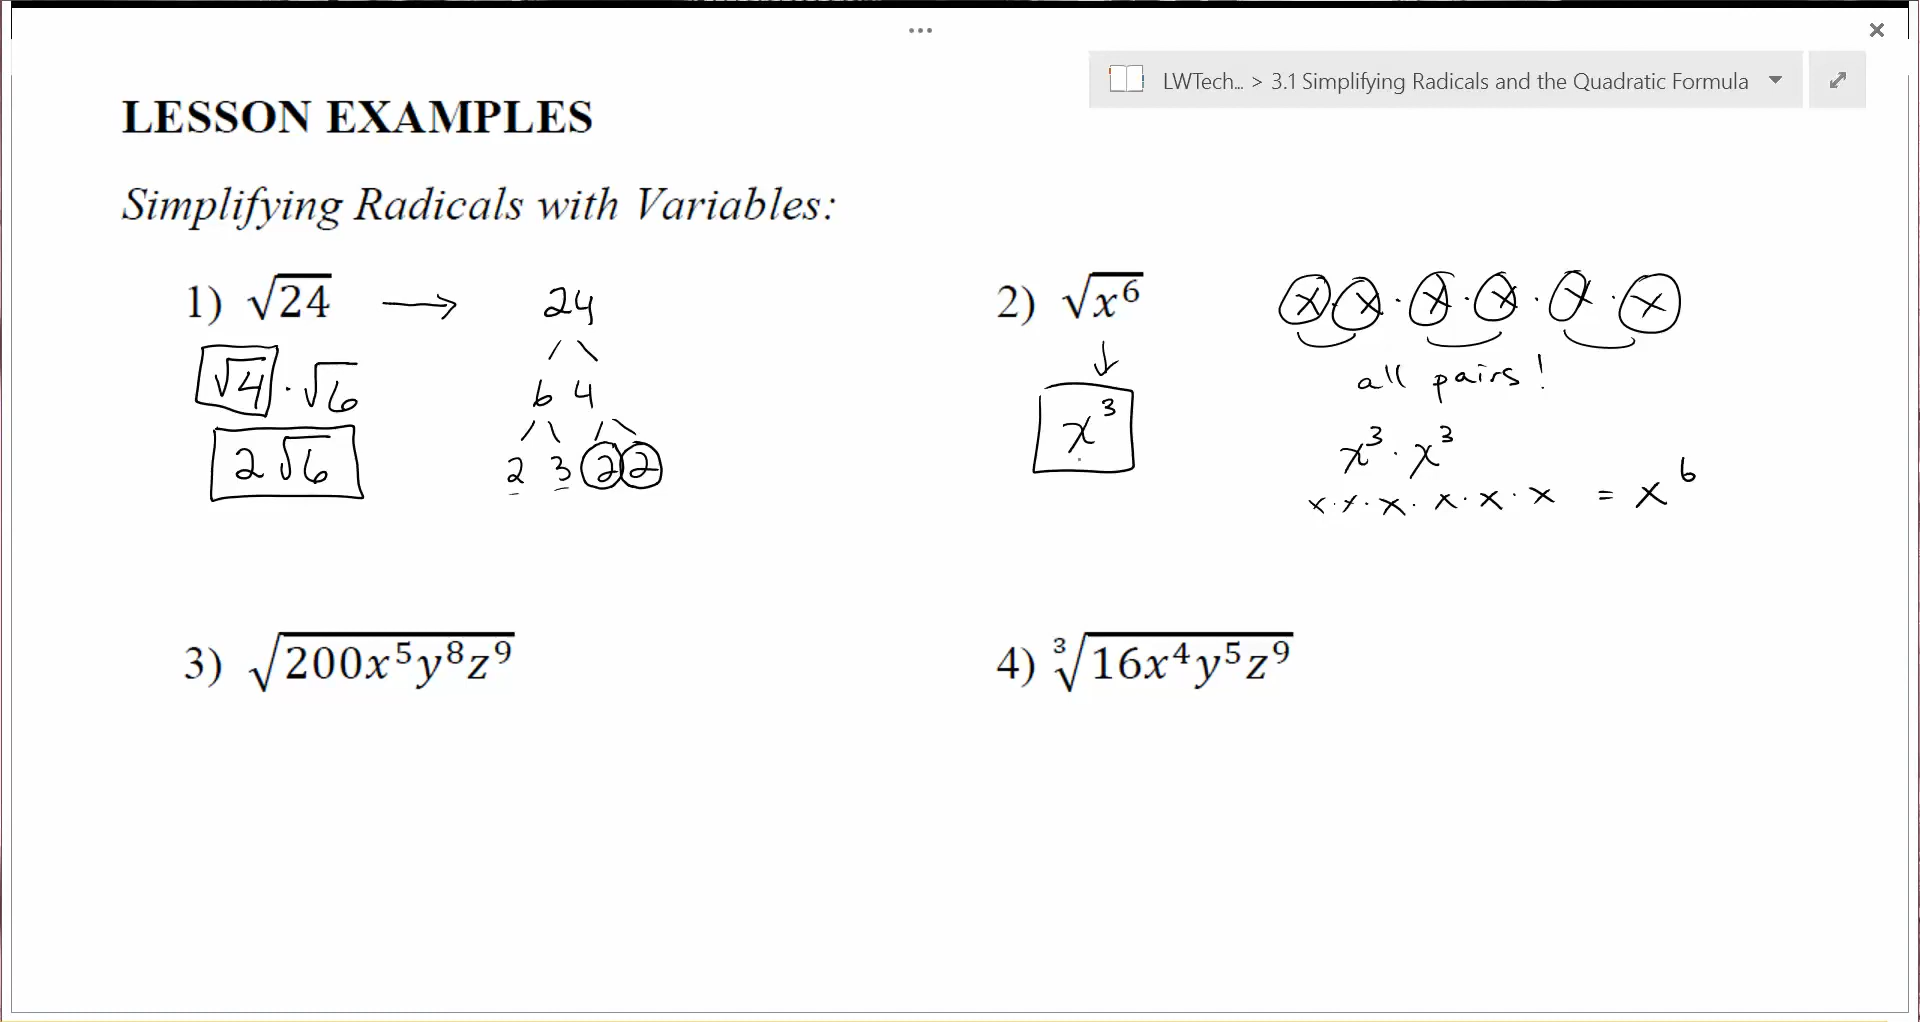 LWTech... > 3.1 Simplifying Radicals and the Quadratic Formula
LESSON EXAMPLES
Simplifying Radicals with Variables:
1) √24 → 24
√4 · √6
6 4
2√6
2 3 2 2
2) √x⁶
x · x · x · x · x · x
all pairs!
x³
x³ · x³
x · x · x · x · x · x = x⁶
3) √200x⁵y⁸z⁹
4) ³√16x⁴y⁵z⁹